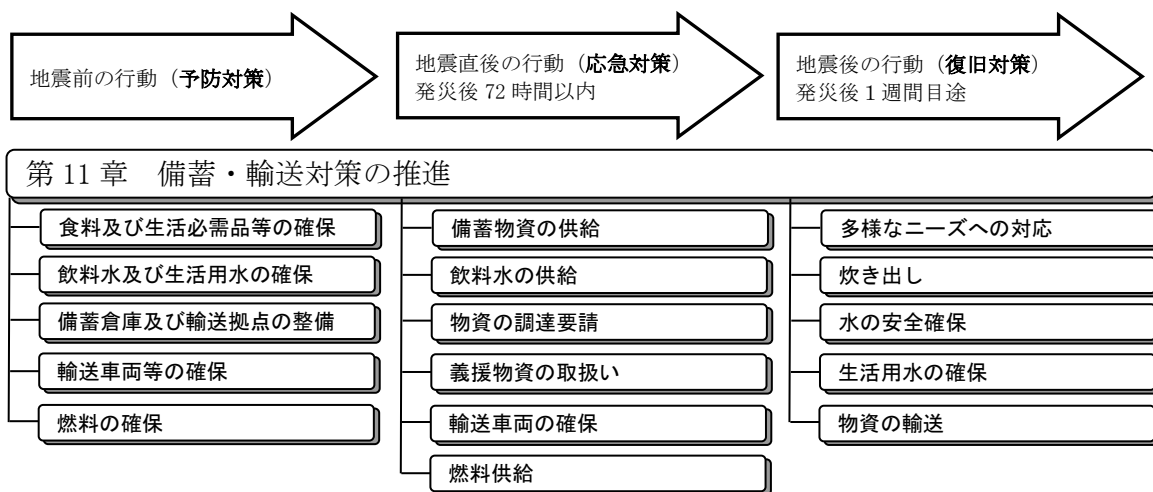 地震前の行動(予防対策)
地震直後の行動(応急対策)
発災後 72 時間以内
地震後の行動(復旧対策)
発災後 1 週間目途
第 11 章 備蓄・輸送対策の推進
食料及び生活必需品等の確保
飲料水及び生活用水の確保
備蓄倉庫及び輸送拠点の整備
輸送車両等の確保
燃料の確保
備蓄物資の供給
飲料水の供給
物資の調達要請
義援物資の取扱い
輸送車両の確保
燃料供給
多様なニーズへの対応
炊き出し
水の安全確保
生活用水の確保
物資の輸送